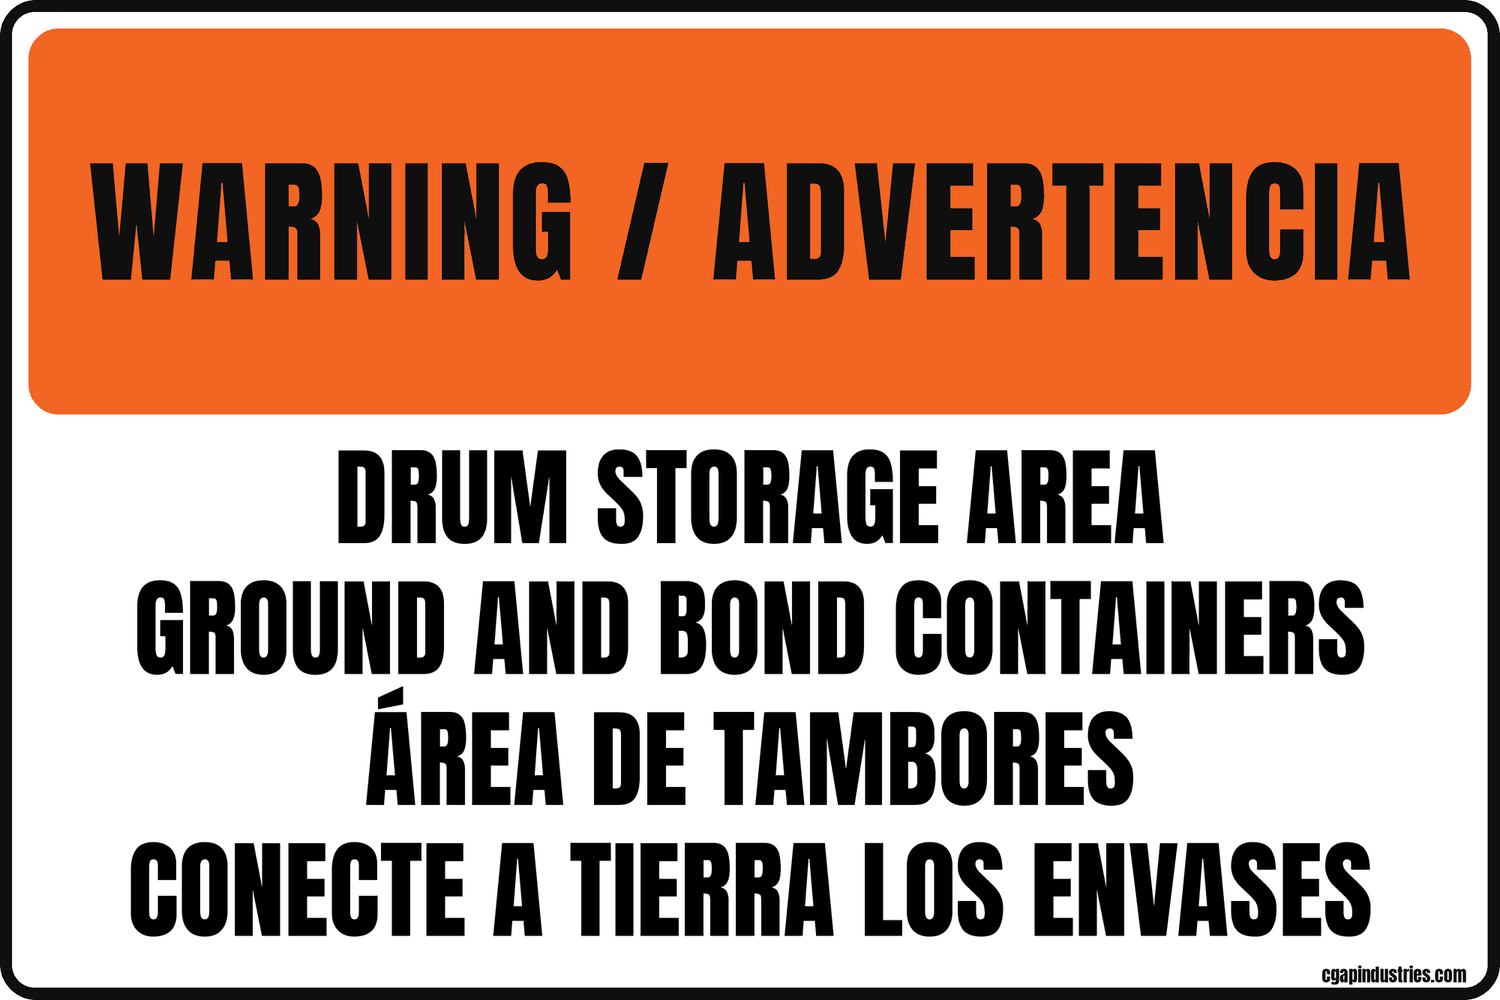 WARNING / ADVERTENCIA
DRUM STORAGE AREA
GROUND AND BOND CONTAINERS
ÁREA DE TAMBORES
CONECTE A TIERRA LOS ENVASES
cgapindustries.com